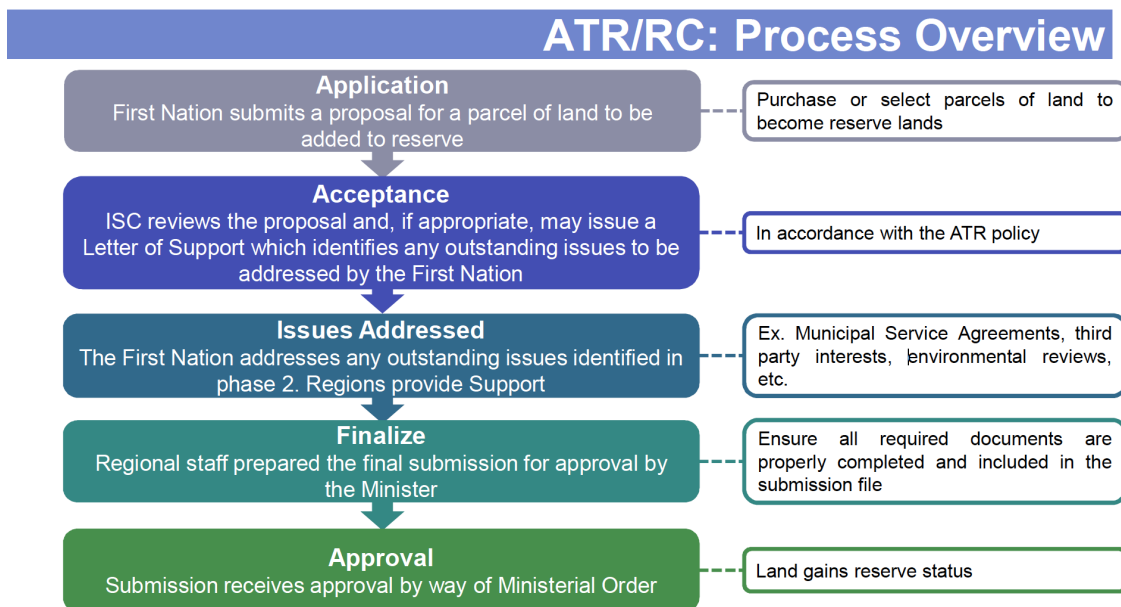 ATR/RC: Process Overview
Application
First Nation submits a proposal for a parcel of land to be
added to reserve
Purchase or select parcels of land to
become reserve lands
Acceptance
ISC reviews the proposal and, if appropriate, may issue a
Letter of Support which identifies any outstanding issues to be
addressed by the First Nation
In accordance with the ATR policy
Issues Addressed
The First Nation addresses any outstanding issues identified in
phase 2. Regions provide Support
Ex. Municipal Service Agreements, third
party interests, environmental reviews,
etc.
Finalize
Regional staff prepared the final submission for approval by
the Minister
Ensure all required documents are
properly completed and included in the
submission file
Approval
Submission receives approval by way of Ministerial Order
Land gains reserve status